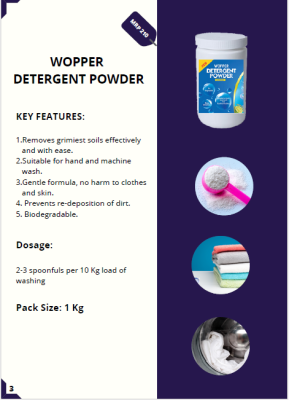 MRP 210
WOPPER
DETERGENT POWDER
WOPPER
DETERGENT
POWDER
KEY FEATURES:
1.Removes grimiest soils effectively
and with ease.
2.Suitable for hand and machine
wash.
3.Gentle formula, no harm to clothes
and skin.
4. Prevents re-deposition of dirt.
5. Biodegradable.
Dosage:
2-3 spoonfuls per 10 Kg load of
washing
Pack Size: 1 Kg
3